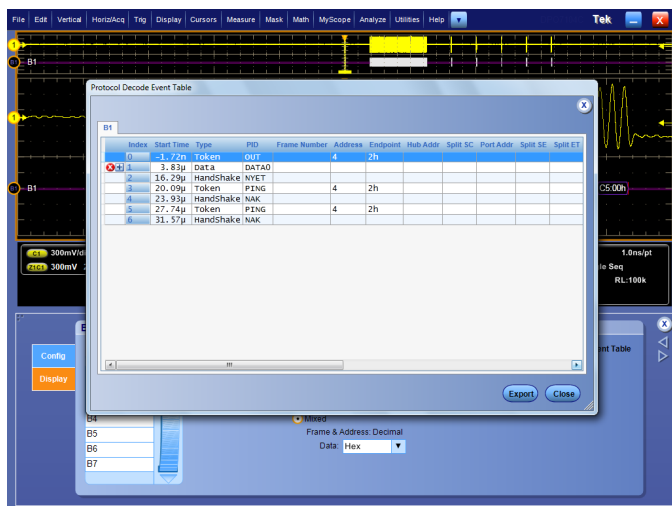 File Edit Vertical Horiz/Acq Trig Display Cursors Measure Mask Math MyScope Analyze Utilities Help Tek X
1
B1 B1
Protocol Decode Event Table
X
B1
Index Start Time Type PID Frame Number Address Endpoint Hub Addr Split SC Port Addr Split SE Split ET
0 -1.72n Token OUT 4 2h
1 3.83µ Data DATA0
2 16.29µ HandShake NYET
3 20.09µ Token PING 4 2h
4 23.93µ HandShake NAK
5 27.74µ Token PING 4 2h
6 31.57µ HandShake NAK
1
B1 B1
C5:00h
C1 300mV/di
Z1C1 300mV
1.0ns/pt
le Seq
RL:100k
X
B
ent Table
Config
Display
Export Close
B4
B5
B6
B7
Mixed
Frame & Address: Decimal
Data: Hex